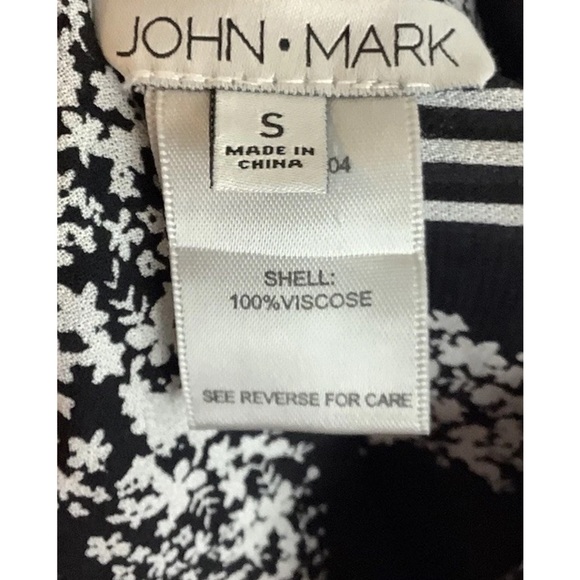 JOHN • MARK
S
MADE IN
CHINA
04
SHELL:
100%VISCOSE
SEE REVERSE FOR CARE